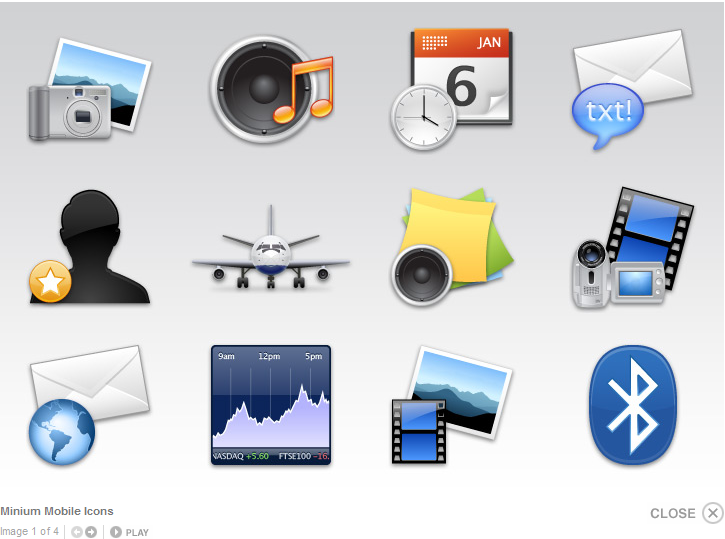 JAN
6
txt!
9am 12pm 5pm
NASDAQ +5.60 FTSE100 -16.
Minium Mobile Icons
CLOSE
Image 1 of 4
PLAY